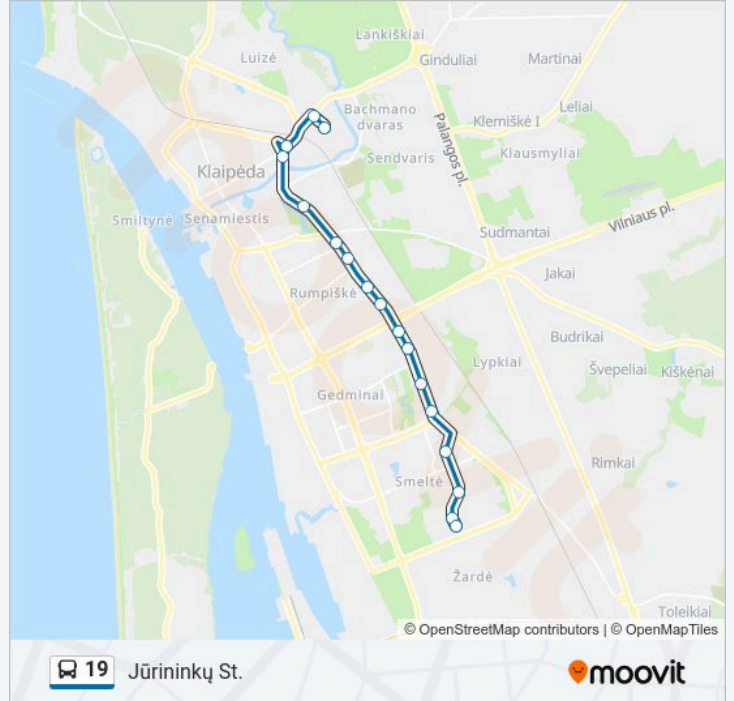 Lankiškiai
Luizė
Ginduliai
Martinai
Bachmano
dvaras
Leliai
Klemiškė I
Palangos pl.
Klausmyliai
Sendvaris
Klaipėda
Smiltynė
Senamiestis
Vilniaus pl.
Sudmantai
Jakai
Rumpiškė
Budrikai
Lypkiai
Švepeliai
Kiškėnai
Gedminai
Rimkai
Smeltė
Žardė
Toleikiai
© OpenStreetMap contributors | © OpenMapTiles
19 Jūrininkų St.
moovit